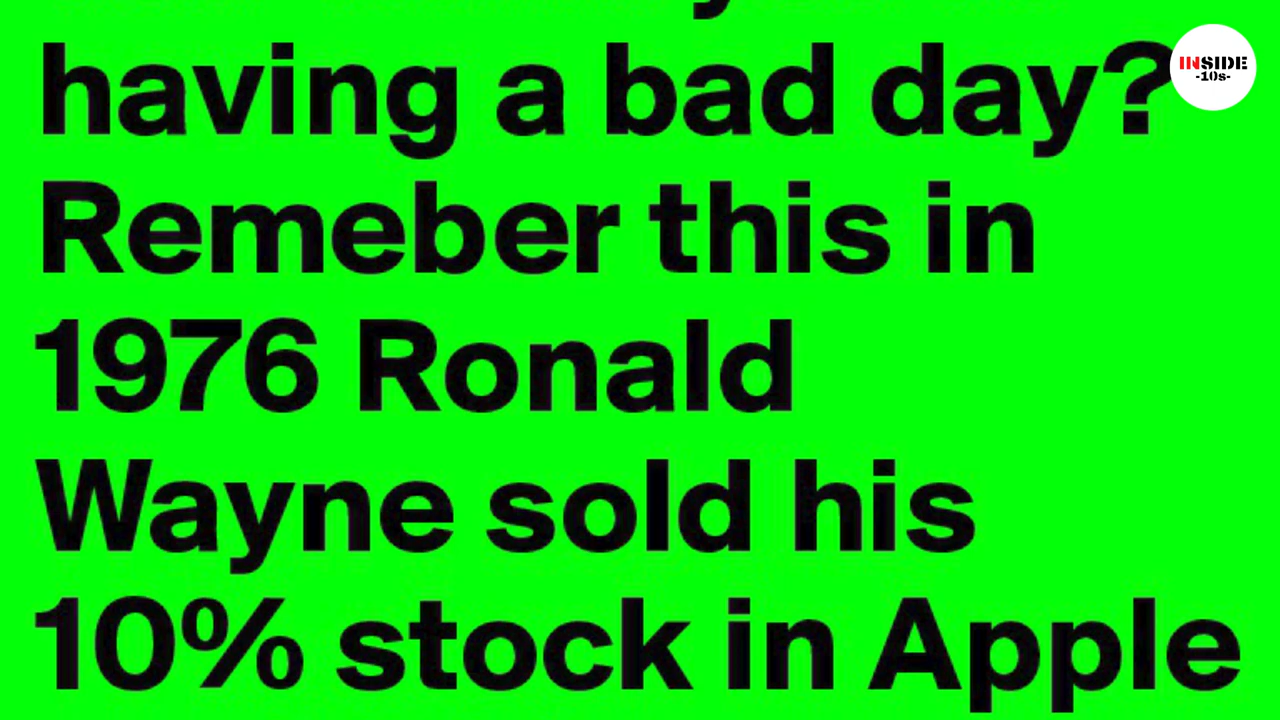 having a bad day?
Remeber this in
1976 Ronald
Wayne sold his
10% stock in Apple
INSIDE
-10s-